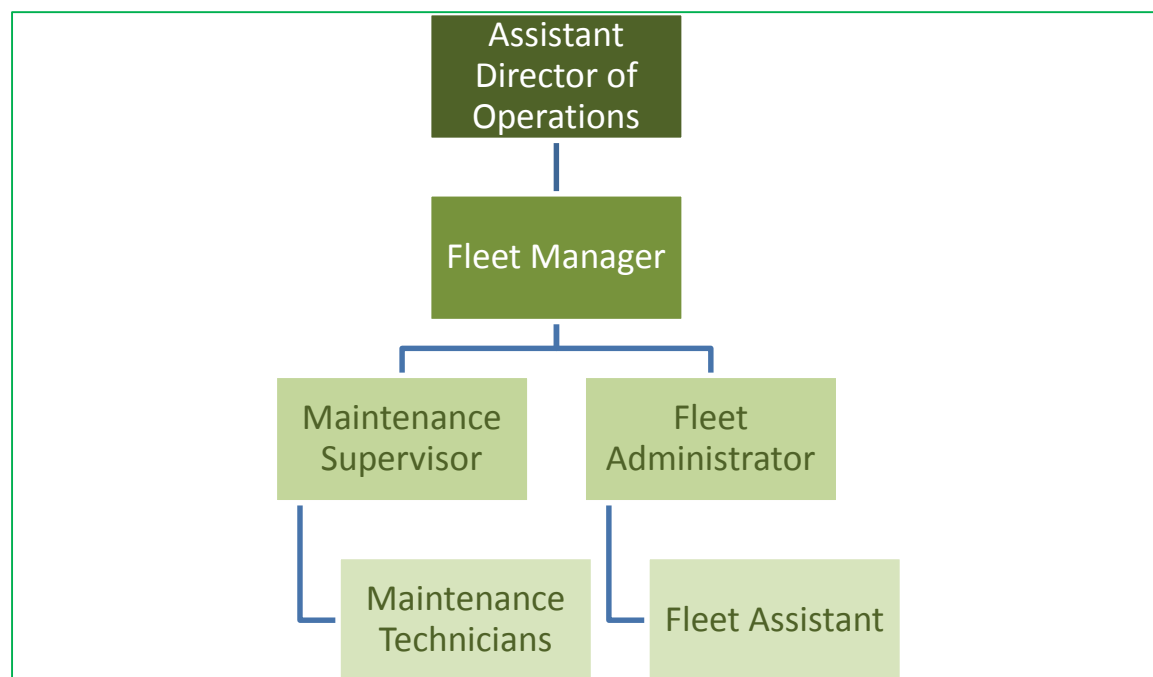 Assistant
Director of
Operations
Fleet Manager
Maintenance
Supervisor
Fleet
Administrator
Maintenance
Technicians
Fleet Assistant